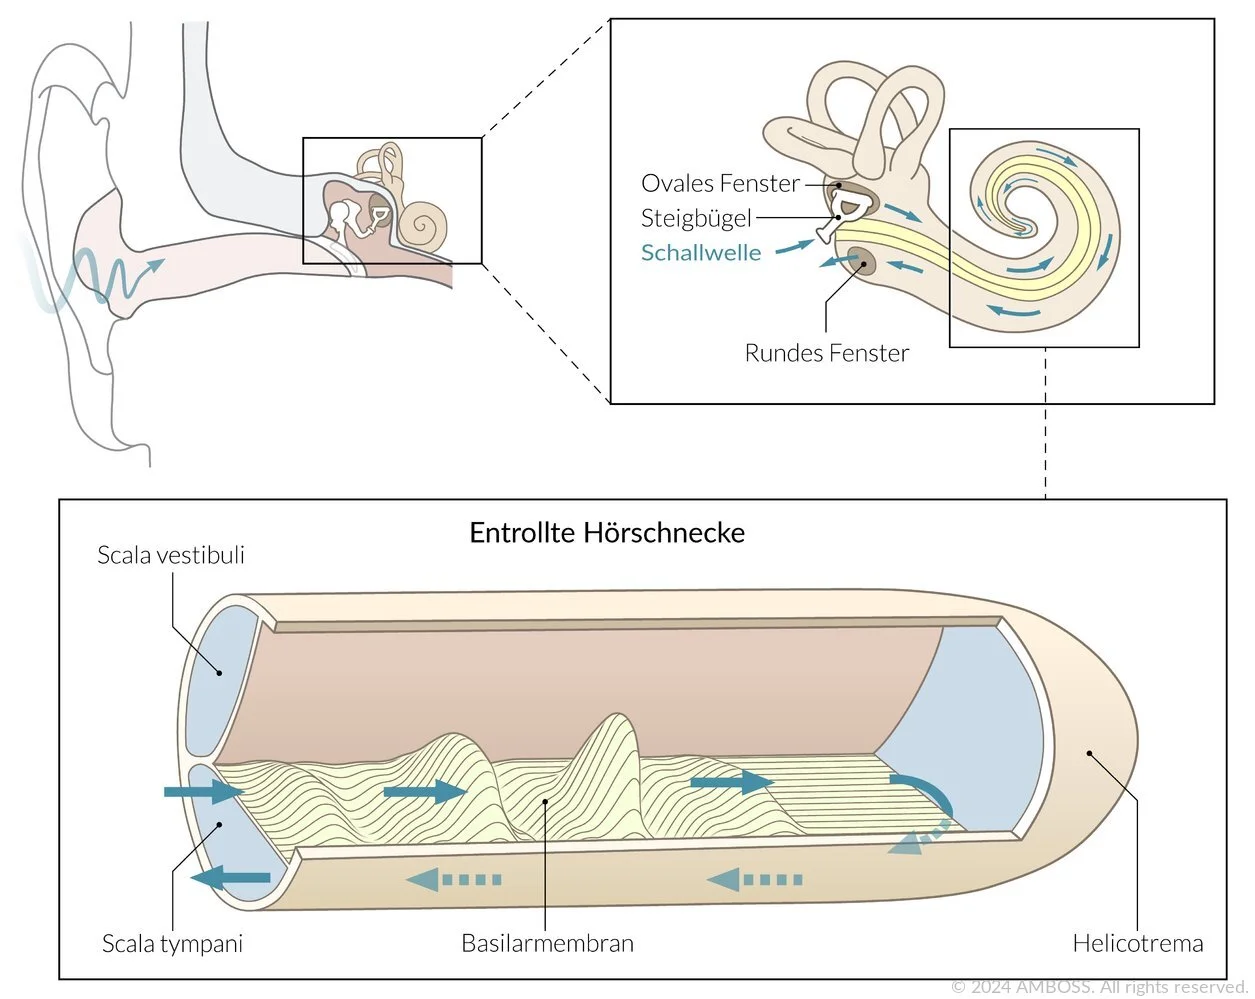 Ovales Fenster
Steigbügel
Schallwelle
Rundes Fenster
Entrollte Hörschnecke
Scala vestibuli
Scala tympani
Basilarmembran
Helicotrema
© 2024 AMBOSS. All rights reserved.